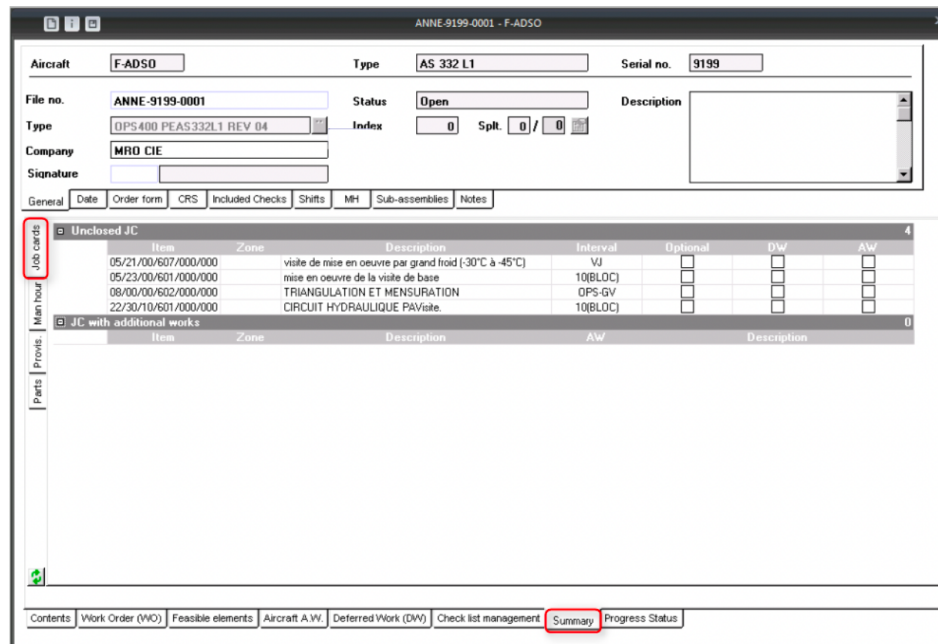 ANNE-9199-0001 - F-ADSO
Aircraft F-ADSO Type AS 332 L1 Serial no. 9199
File no. ANNE-9199-0001 Status Open Description
Type OPS400 PEAS332L1 REV 04 Index 0 Splt. 0 / 0
Company MRO CIE
Signature
General Date Order form CRS Included Checks Shifts MH Sub-assemblies Notes
Job cards
Man hour
Provis.
Parts
Unclosed JC 4
Item Zone Description Interval Optional DW AW
05/21/00/607/000/000 visite de mise en oeuvre par grand froid (-30°C à -45°C) VJ
05/23/00/601/000/000 mise en oeuvre de la visite de base 10(BLOC)
08/00/00/602/000/000 TRIANGULATION ET MENSURATION OPS-GV
22/30/10/601/000/000 CIRCUIT HYDRAULIQUE PAVisite. 10(BLOC)
JC with additional works 0
Item Zone Description AW Description
Contents Work Order (WO) Feasible elements Aircraft A.W. Deferred Work (DW) Check list management Summary Progress Status